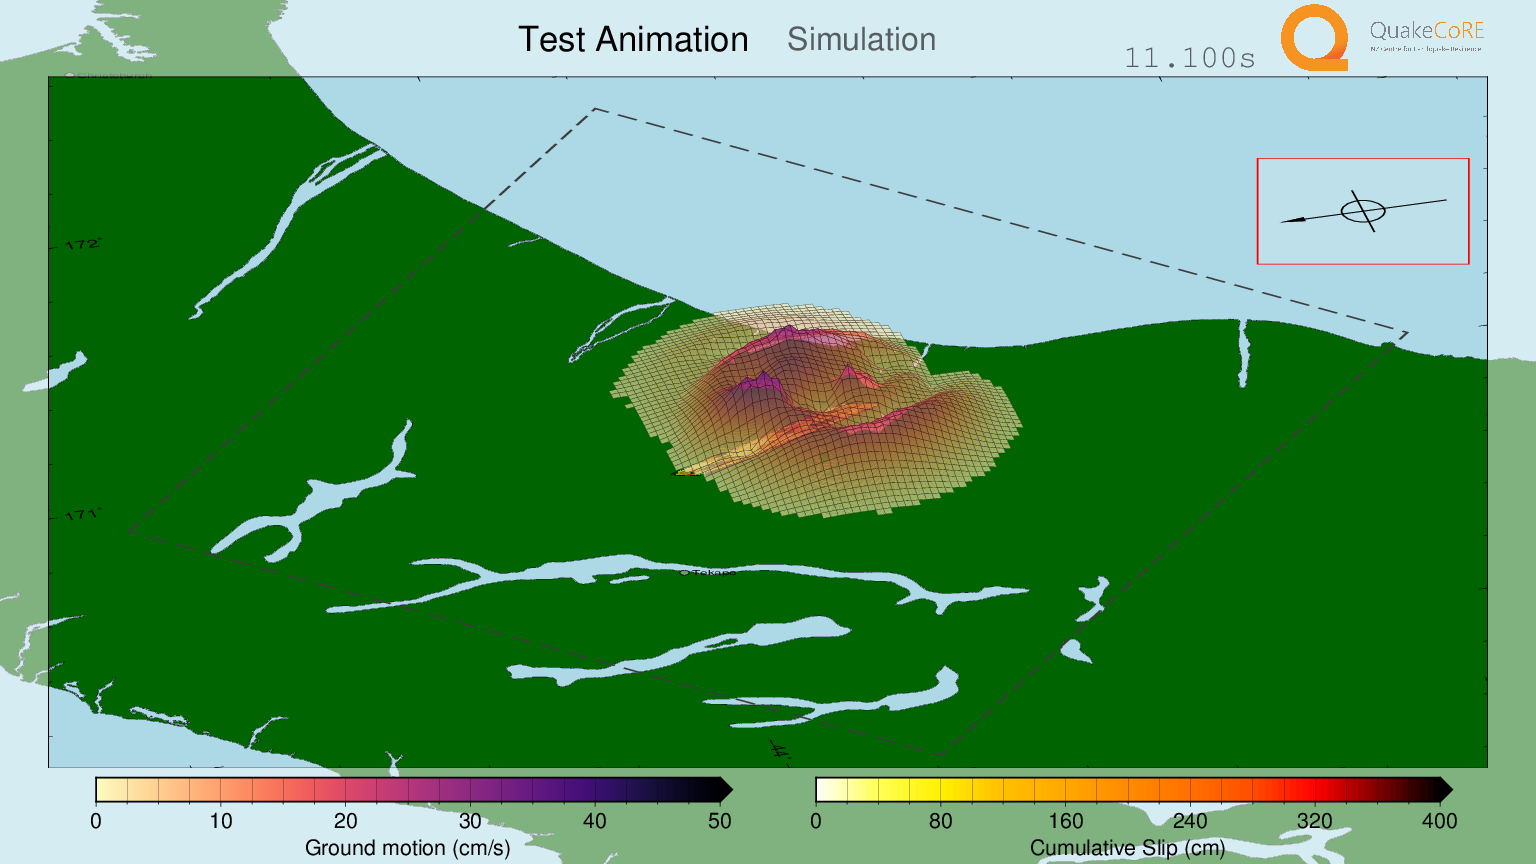 Test Animation Simulation
11.100s
QuakeCoRE
NZ Centre for Earthquake Resilience
Christchurch
172°
171°
Tekapo
44°
0 10 20 30 40 50
Ground motion (cm/s)
0 80 160 240 320 400
Cumulative Slip (cm)